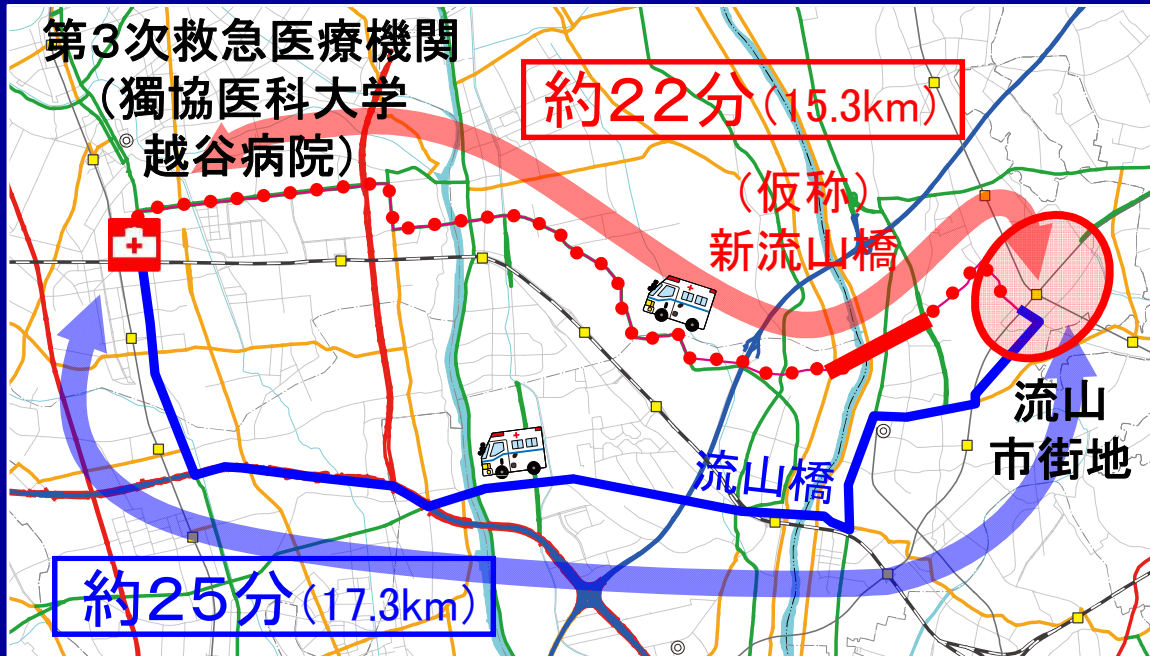 第３次救急医療機関
（獨協医科大学
越谷病院）
約２２分（15.3km）
（仮称）
新流山橋
流山
市街地
流山橋
約２５分（17.3km）